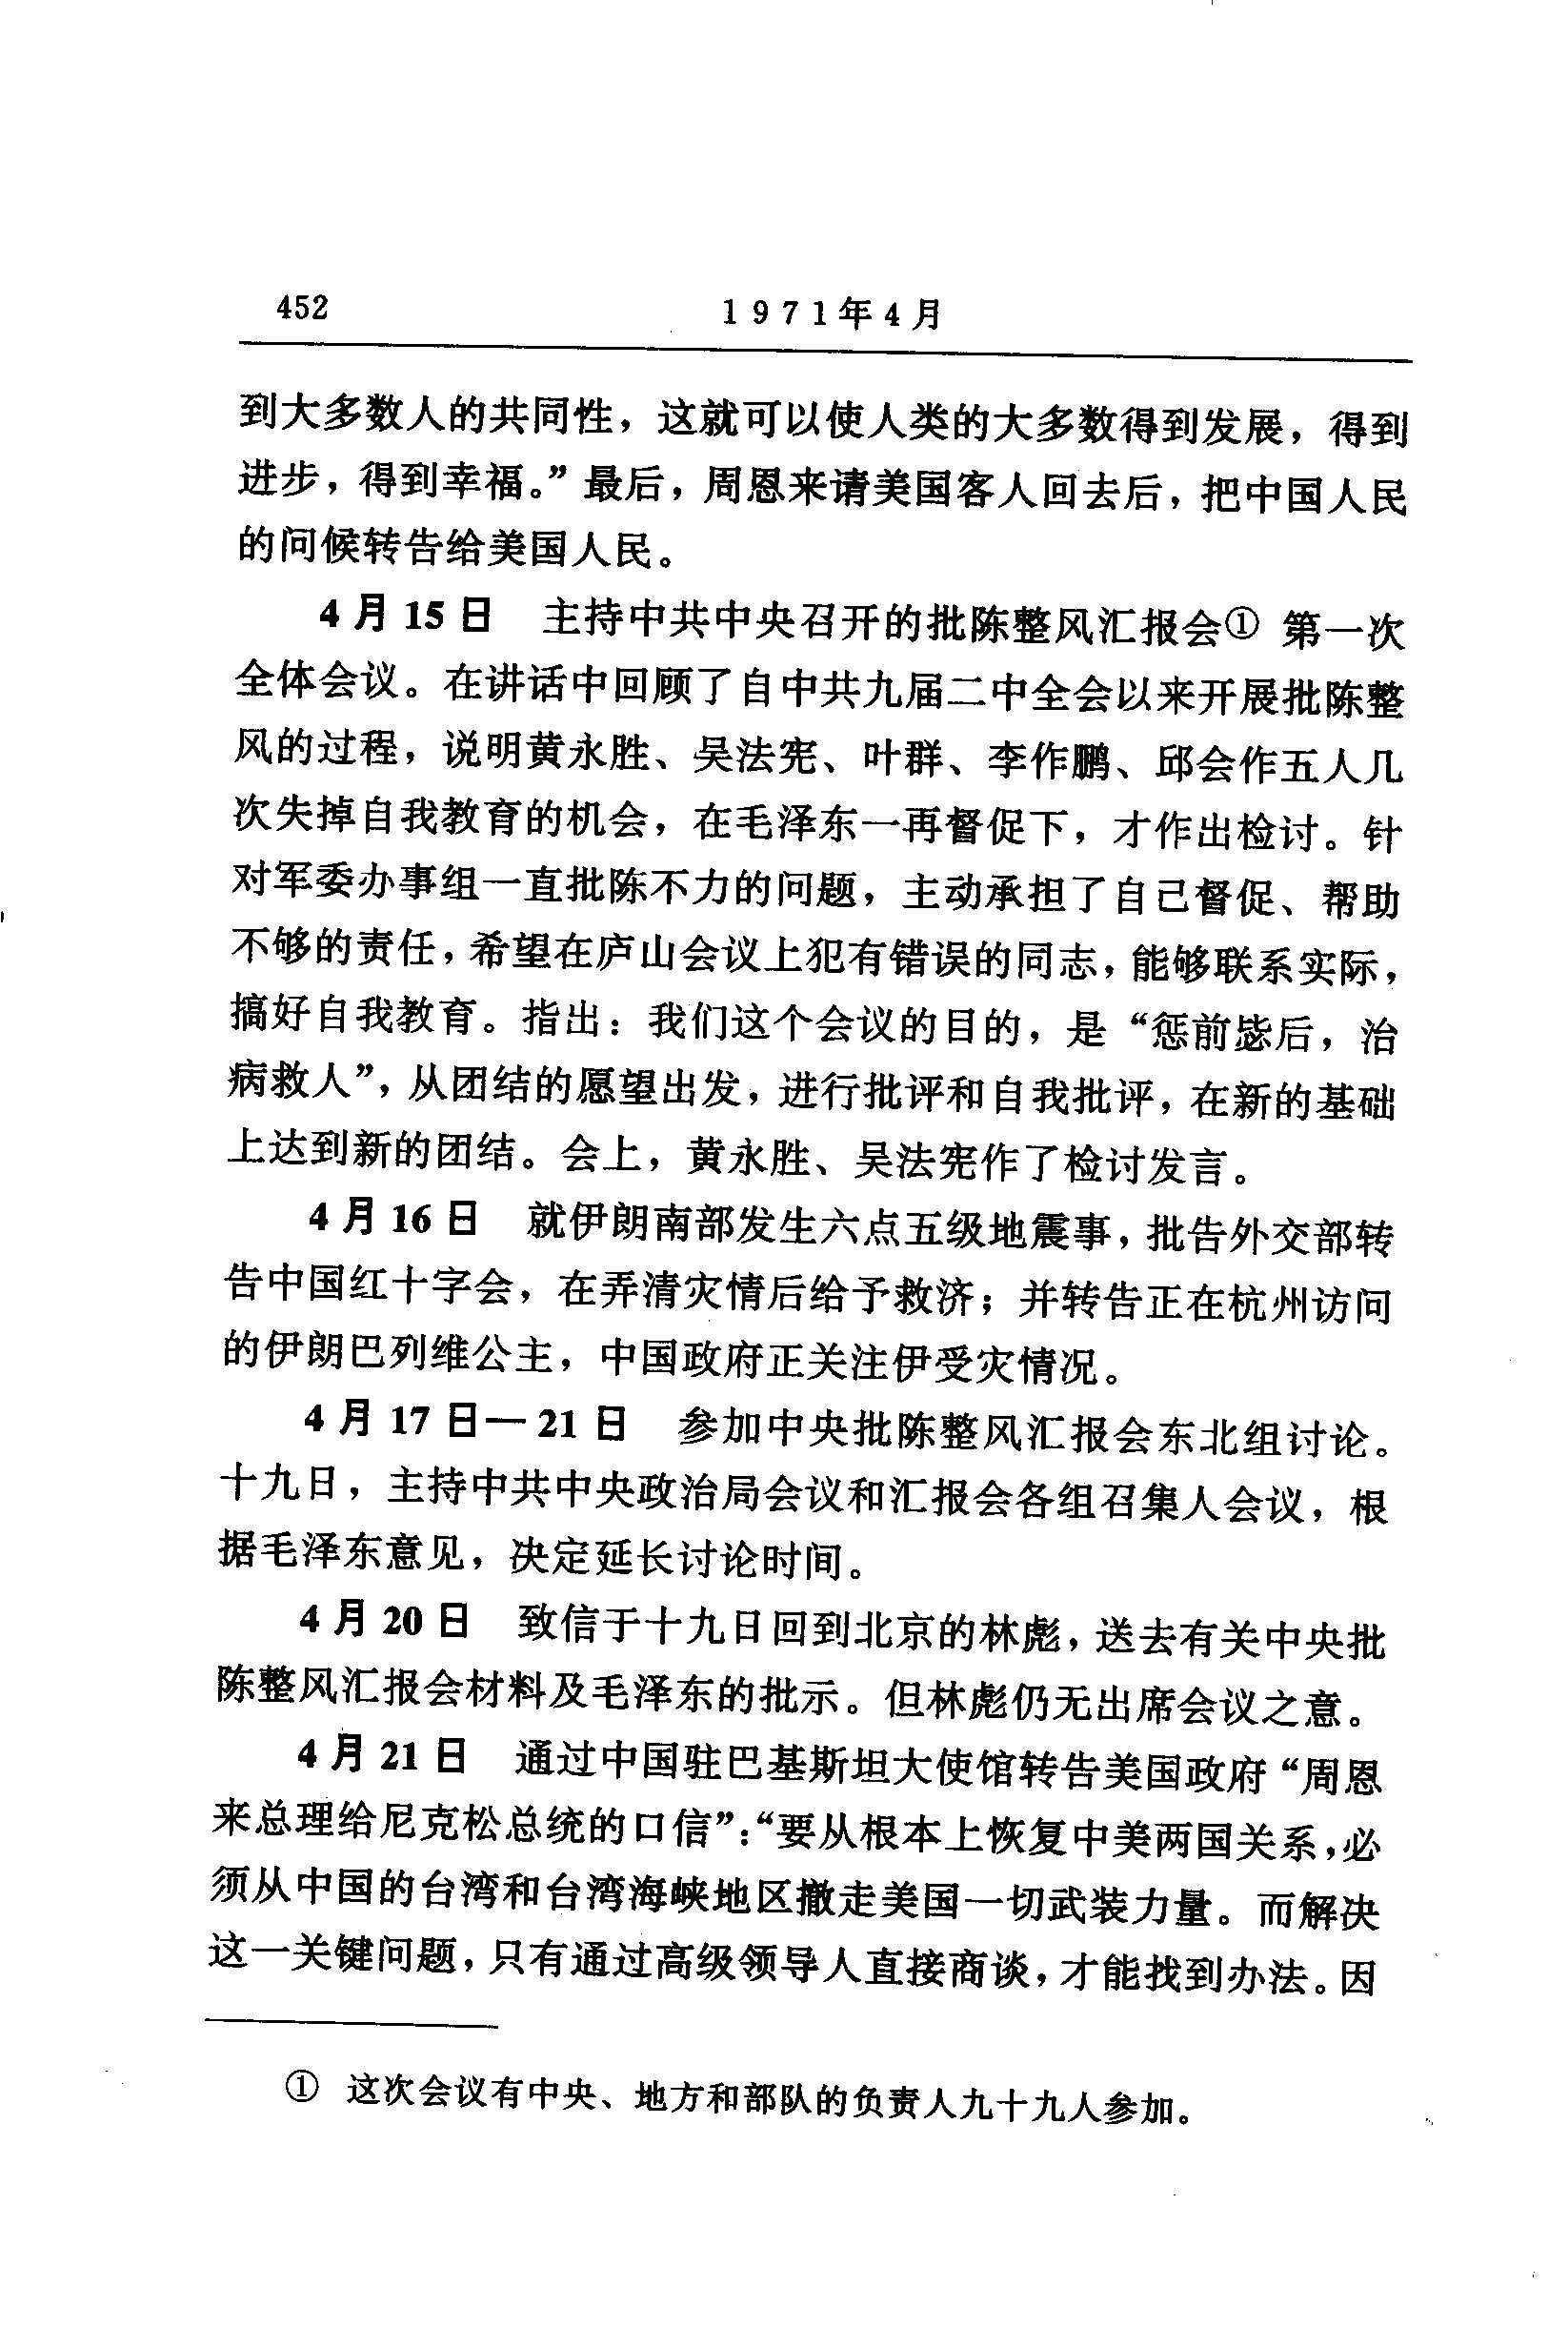 452
1971年4月
到大多数人的共同性，这就可以使人类的大多数得到发展，得到
进步，得到幸福。”最后，周恩来请美国客人回去后，把中国人民
的问候转告给美国人民。
4月15日　主持中共中央召开的批陈整风汇报会① 第一次
全体会议。在讲话中回顾了自中共九届二中全会以来开展批陈整
风的过程，说明黄永胜、吴法宪、叶群、李作鹏、邱会作五人几
次失掉自我教育的机会，在毛泽东一再督促下，才作出检讨。针
对军委办事组一直批陈不力的问题，主动承担了自己督促、帮助
不够的责任，希望在庐山会议上犯有错误的同志，能够联系实际，
搞好自我教育。指出：我们这个会议的目的，是“惩前毖后，治
病救人”，从团结的愿望出发，进行批评和自我批评，在新的基础
上达到新的团结。会上，黄永胜、吴法宪作了检讨发言。
4月16日　就伊朗南部发生六点五级地震事，批告外交部转
告中国红十字会，在弄清灾情后给予救济；并转告正在杭州访问
的伊朗巴列维公主，中国政府正关注伊受灾情况。
4月17日—21日　参加中央批陈整风汇报会东北组讨论。
十九日，主持中共中央政治局会议和汇报会各组召集人会议，根
据毛泽东意见，决定延长讨论时间。
4月20日　致信于十九日回到北京的林彪，送去有关中央批
陈整风汇报会材料及毛泽东的批示。但林彪仍无出席会议之意。
4月21日　通过中国驻巴基斯坦大使馆转告美国政府“周恩
来总理给尼克松总统的口信”：“要从根本上恢复中美两国关系，必
须从中国的台湾和台湾海峡地区撤走美国一切武装力量。而解决
这一关键问题，只有通过高级领导人直接商谈，才能找到办法。因
① 这次会议有中央、地方和部队的负责人九十九人参加。